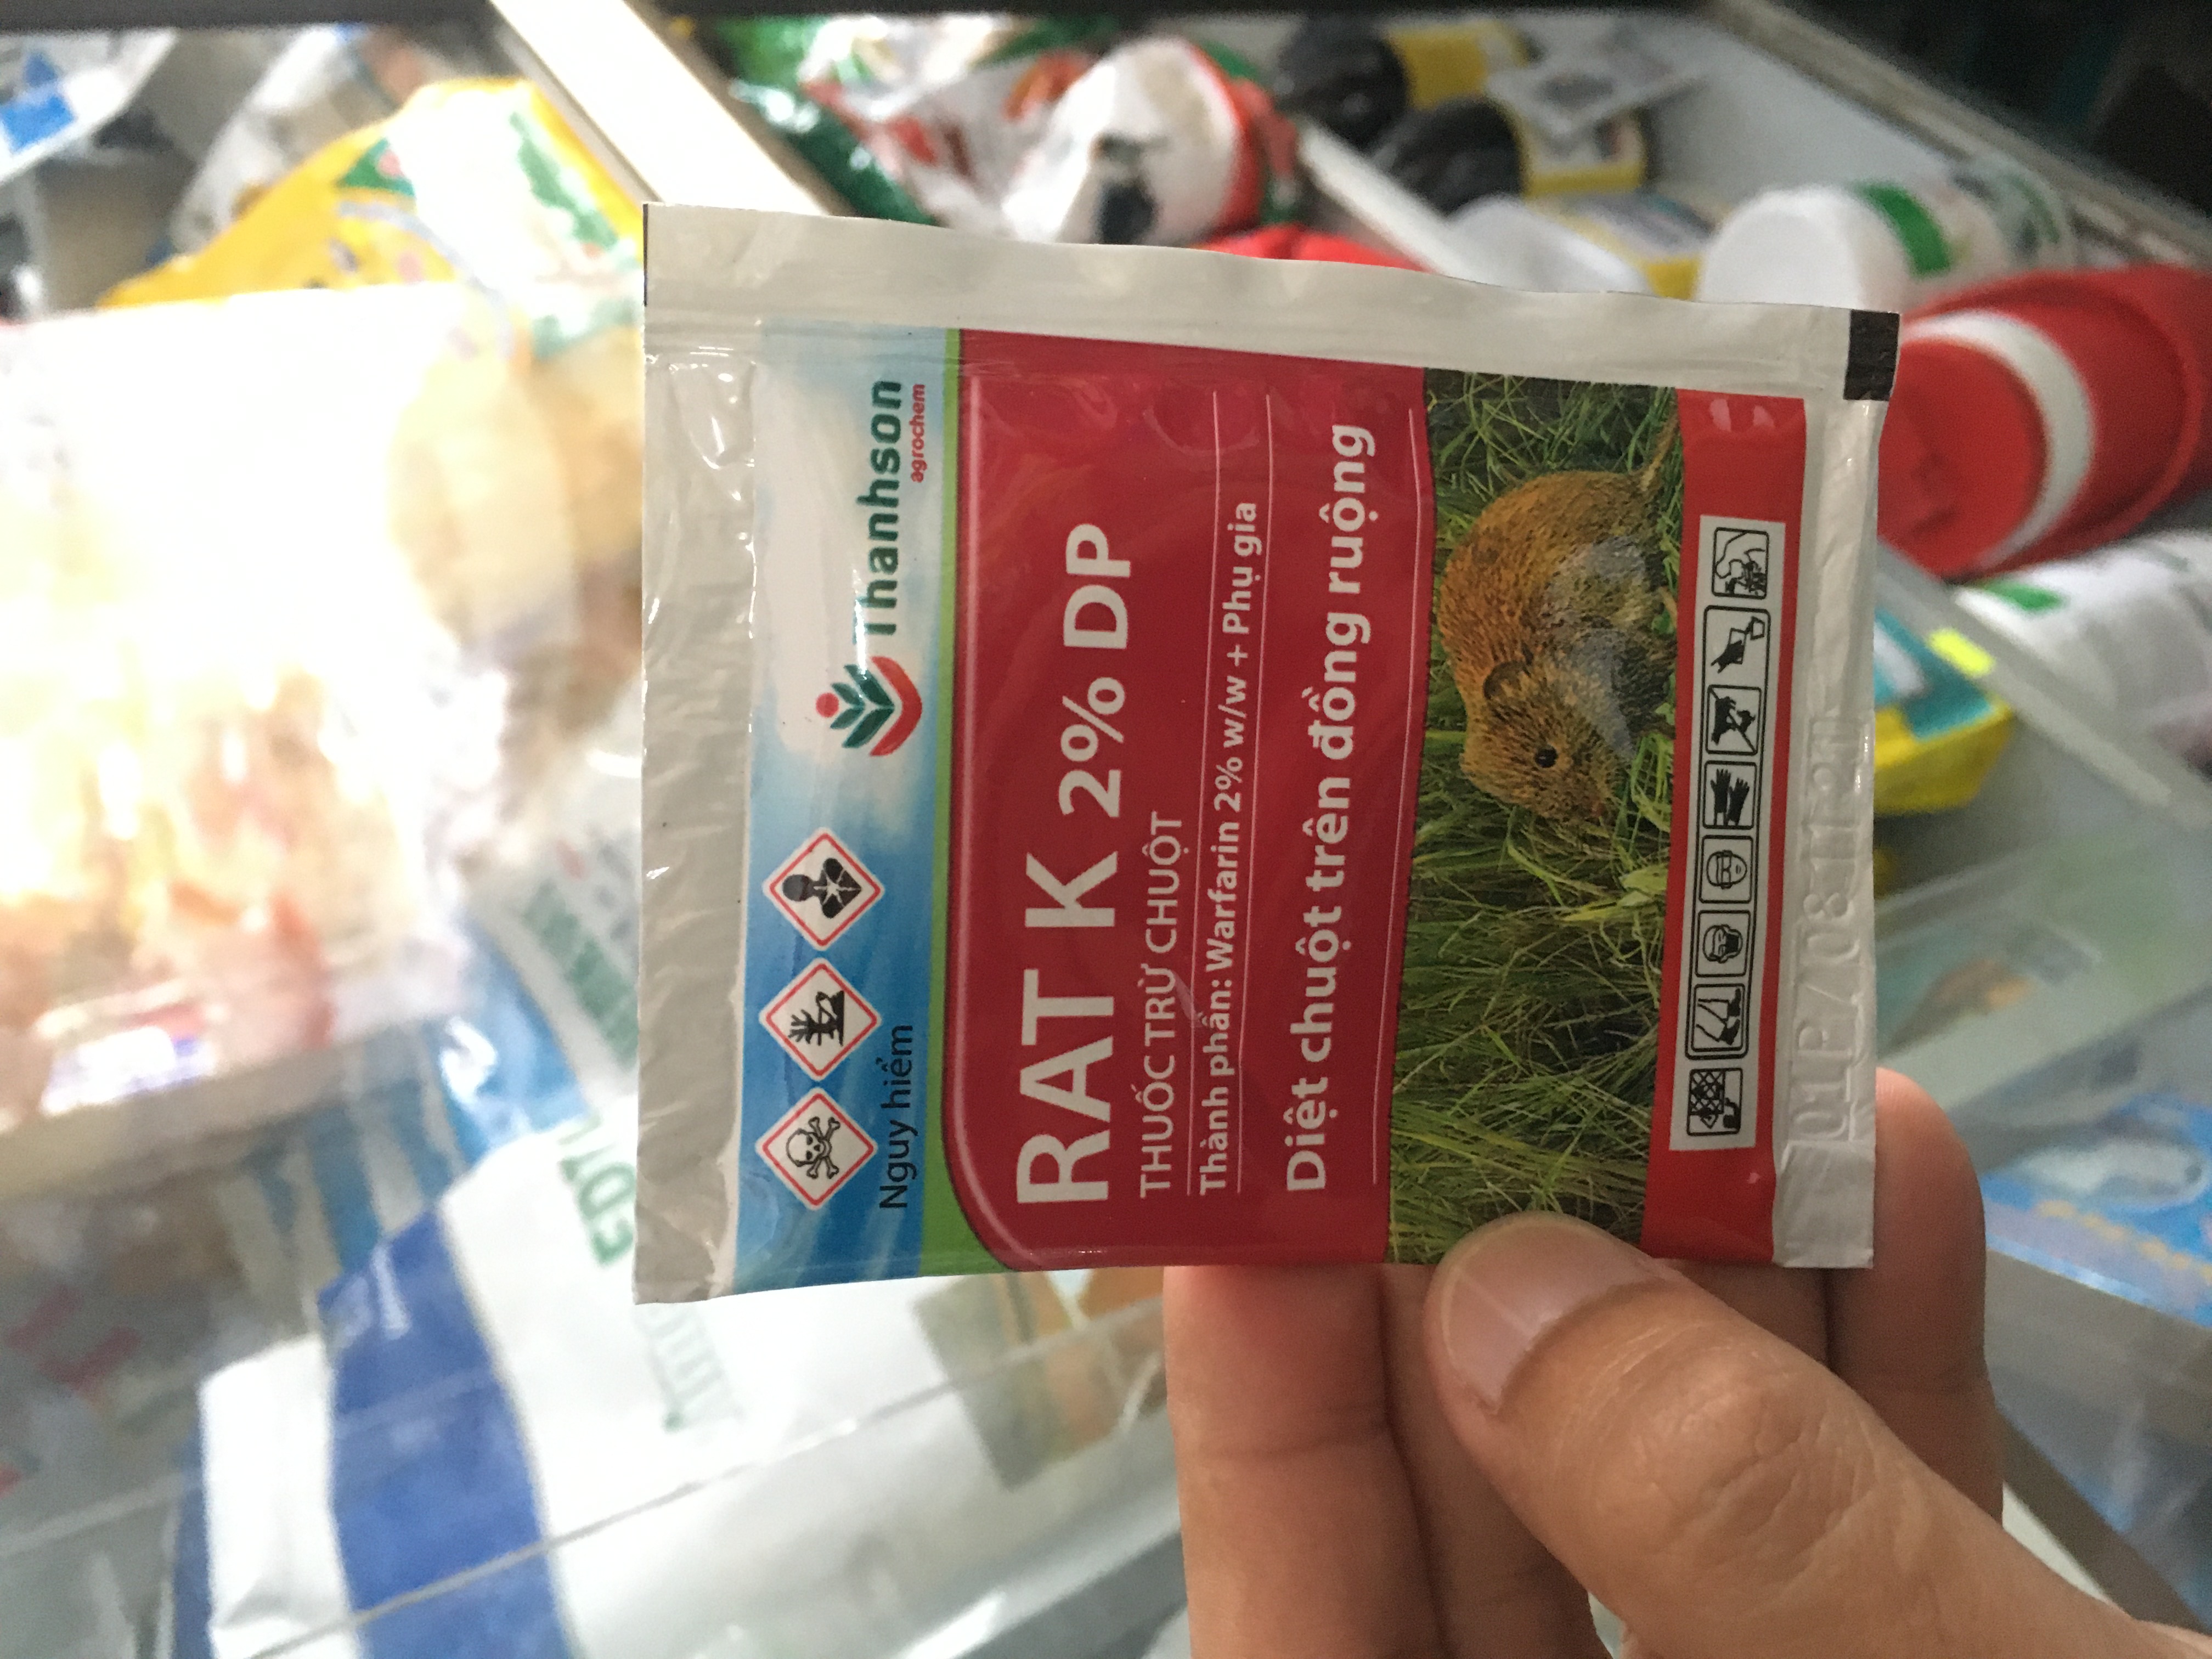 Thanhson
agrochem
Nguy hiểm
RAT K 2% DP
THUỐC TRỪ CHUỘT
Thành phần: Warfarin 2% w/w + Phụ gia
Diệt chuột trên đồng ruộng